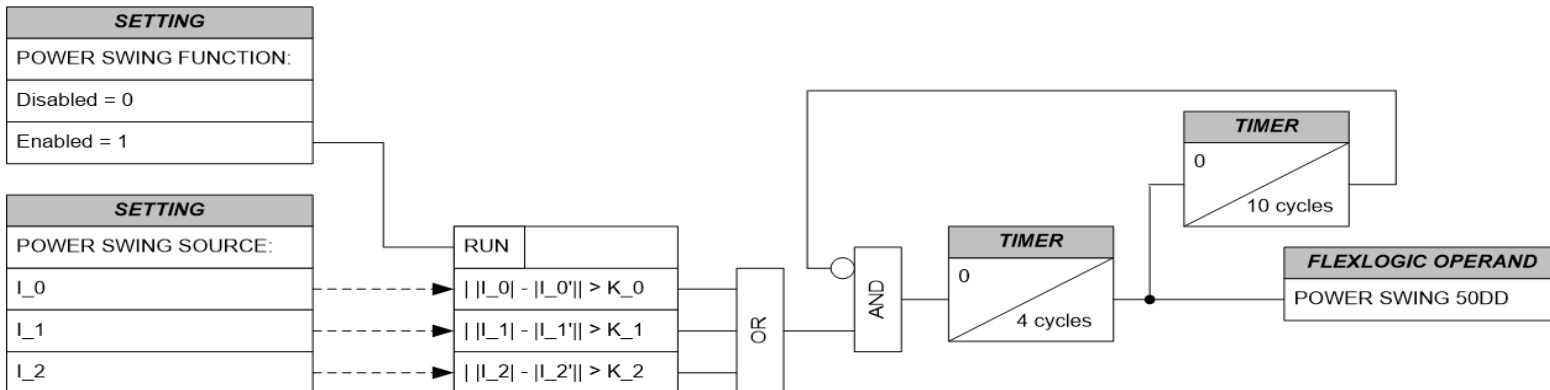 SETTING
POWER SWING FUNCTION:
Disabled = 0
Enabled = 1
SETTING
POWER SWING SOURCE:
I_0
I_1
I_2
RUN
| |I_0| - |I_0'|| > K_0
| |I_1| - |I_1'|| > K_1
| |I_2| - |I_2'|| > K_2
OR
AND
TIMER
0
4 cycles
TIMER
0
10 cycles
FLEXLOGIC OPERAND
POWER SWING 50DD